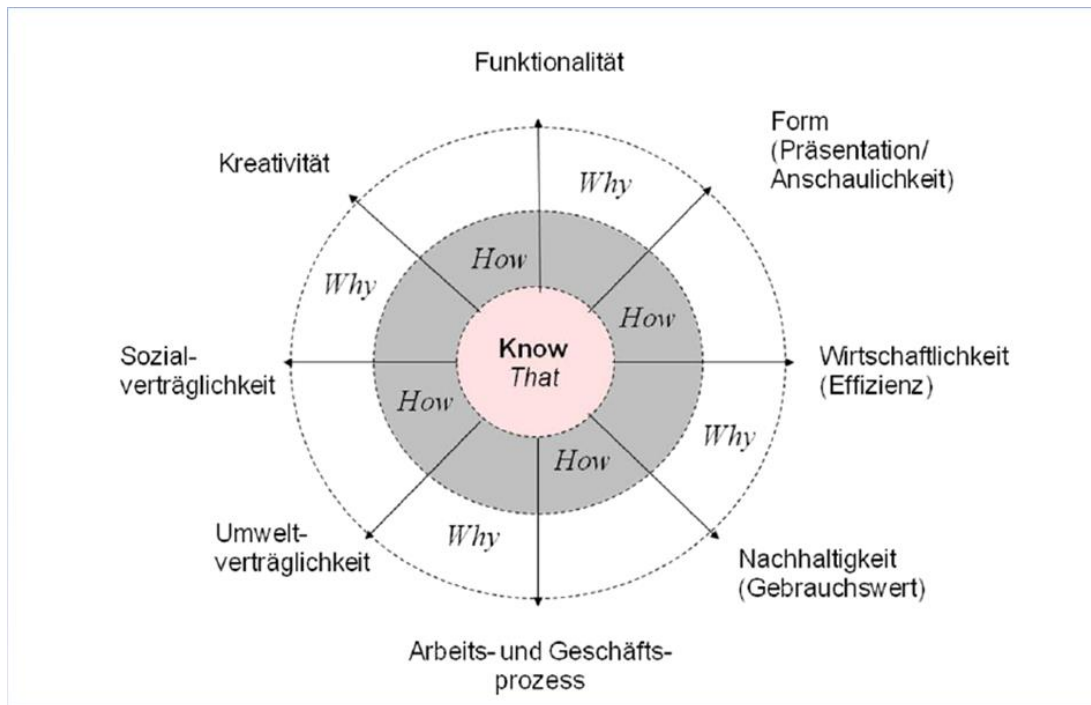 Funktionalität
Form
(Präsentation/
Anschaulichkeit)
Kreativität
Why
How
Why
How
Know
That
Sozial-
verträglichkeit
Wirtschaftlichkeit
(Effizienz)
How
Why
How
Why
Umwelt-
verträglichkeit
Nachhaltigkeit
(Gebrauchswert)
Arbeits- und Geschäfts-
prozess